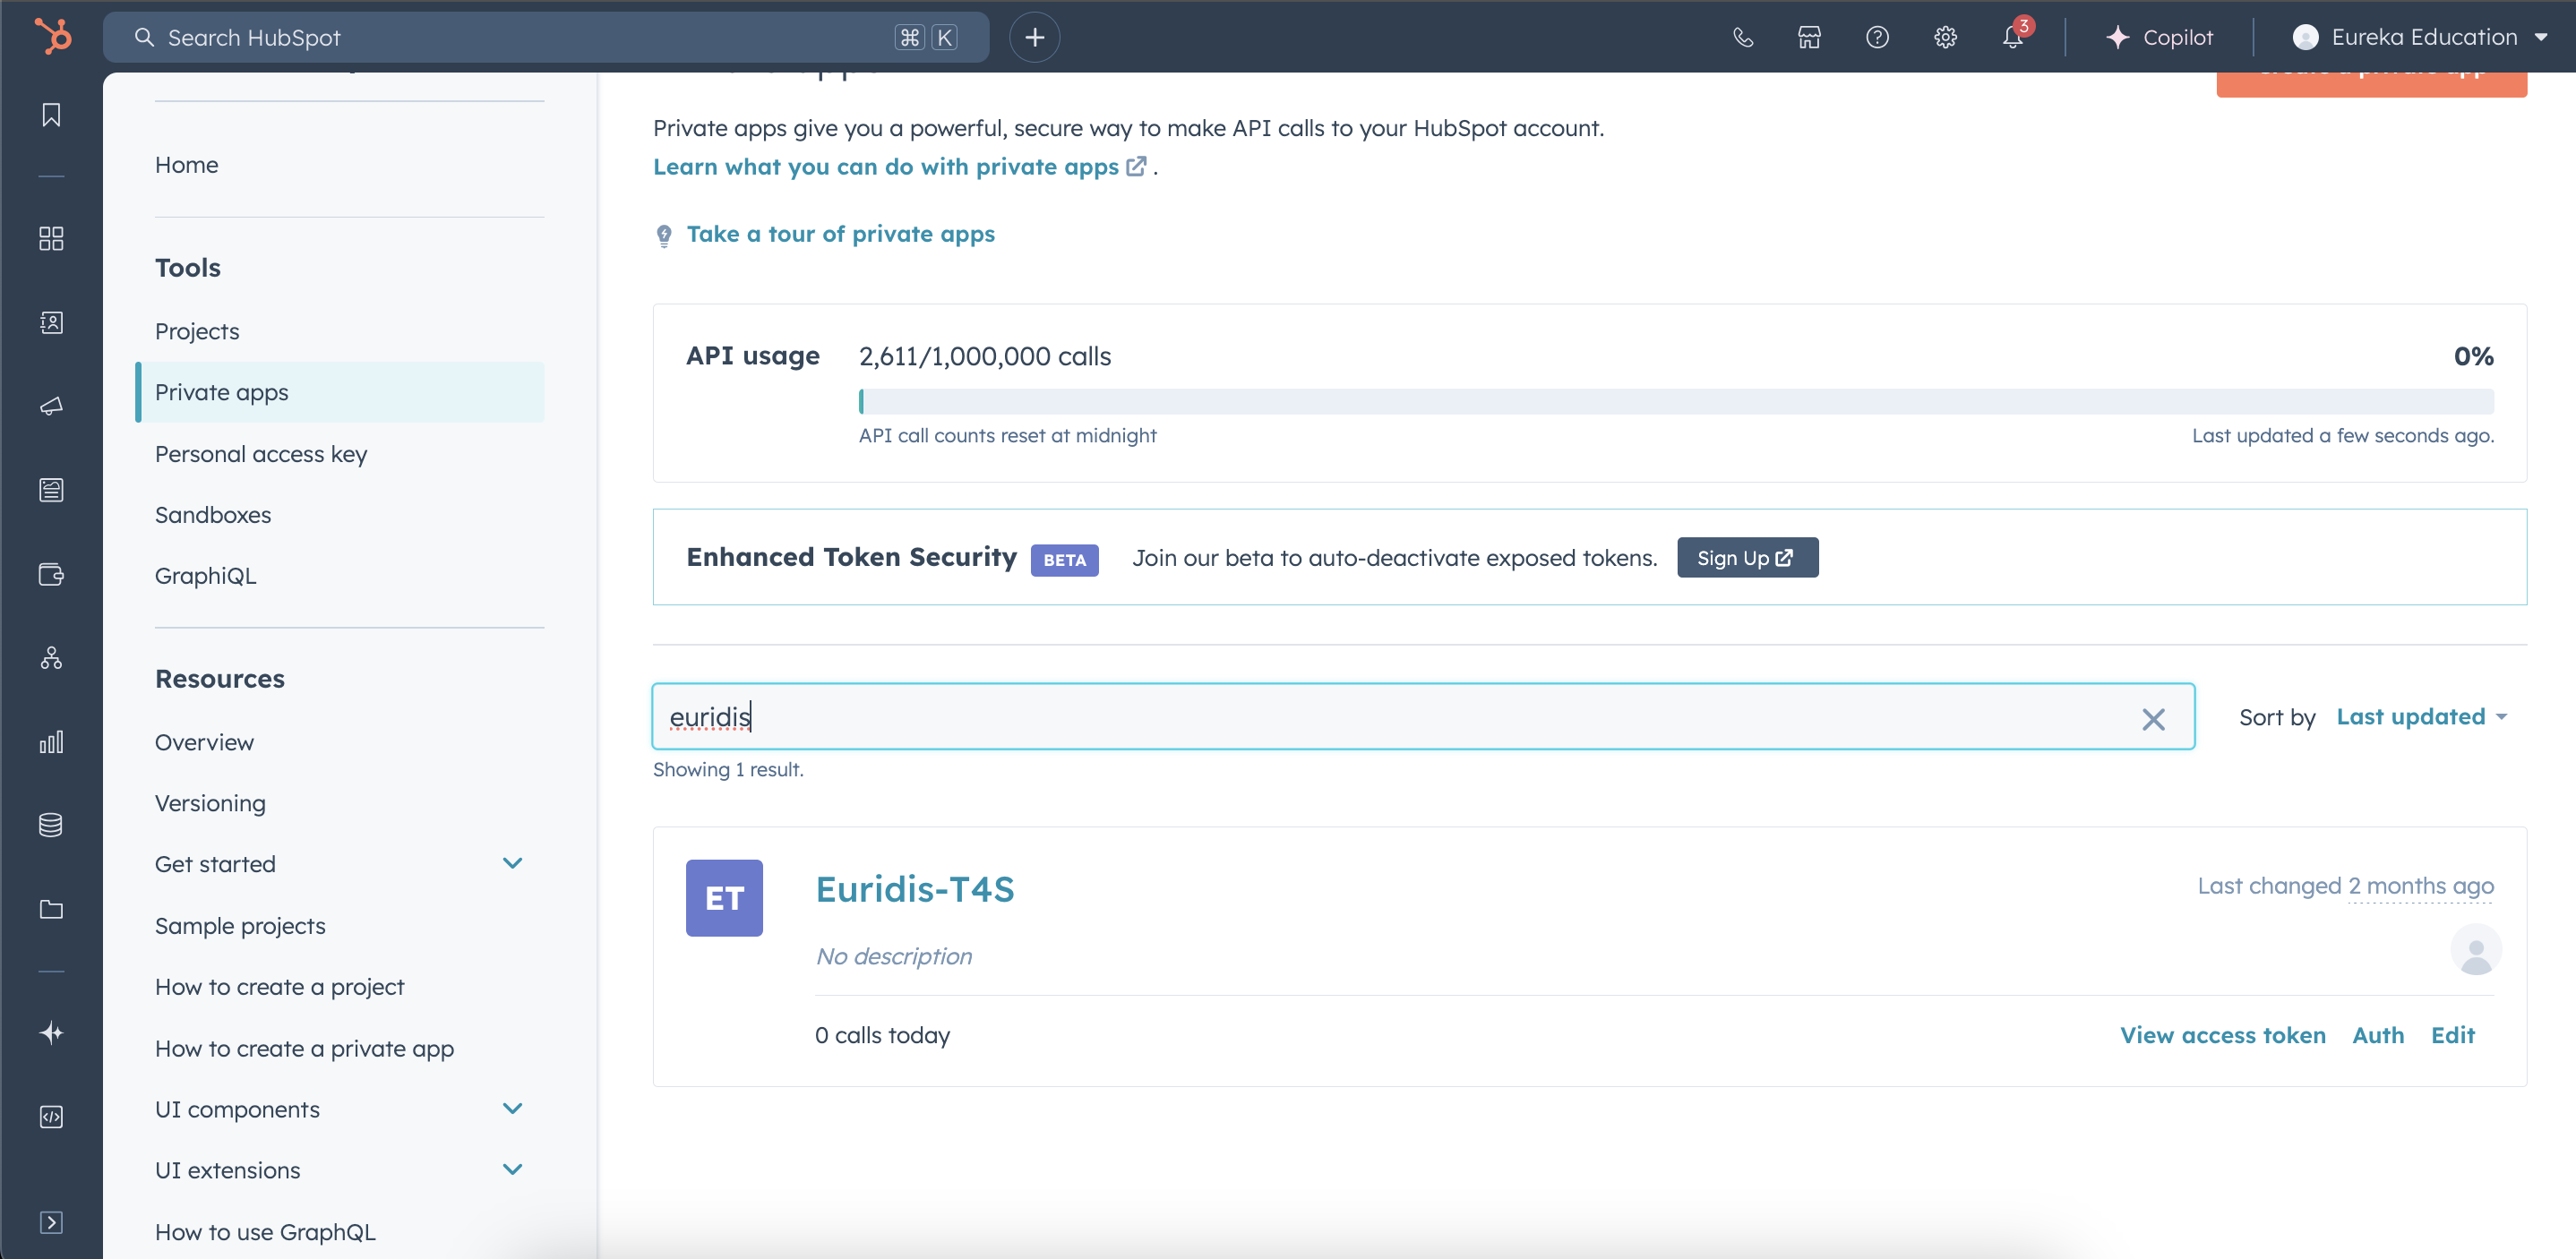 Search HubSpot
⌘ K
3
Copilot
Eureka Education
Home
Tools
Projects
Private apps
Personal access key
Sandboxes
GraphiQL
Resources
Overview
Versioning
Get started
Sample projects
How to create a project
How to create a private app
UI components
UI extensions
How to use GraphQL
Private apps give you a powerful, secure way to make API calls to your HubSpot account.
Learn what you can do with private apps .
Take a tour of private apps
API usage 2,611/1,000,000 calls 0%
API call counts reset at midnight Last updated a few seconds ago.
Enhanced Token Security BETA Join our beta to auto-deactivate exposed tokens. Sign Up
euridis
Sort by Last updated
Showing 1 result.
ET
Euridis-T4S
Last changed 2 months ago
No description
0 calls today
View access token Auth Edit